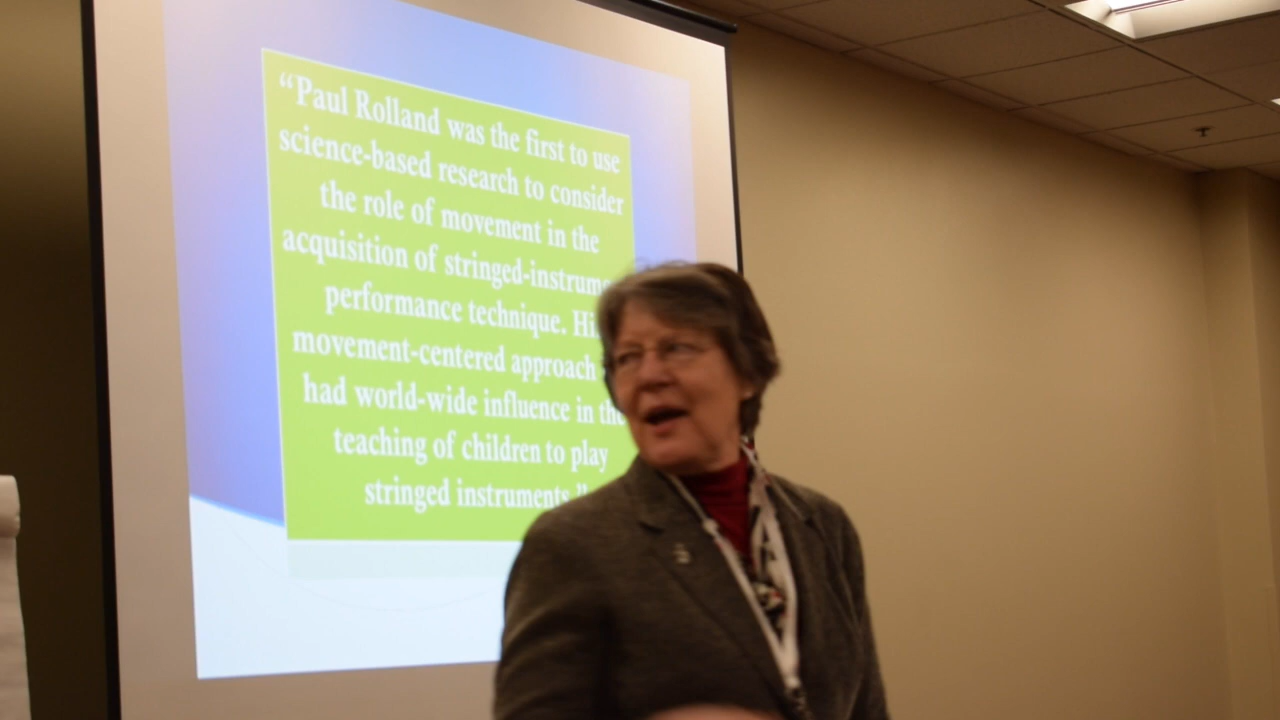 “Paul Rolland was the first to use
science-based research to consider
the role of movement in the
acquisition of stringed-instrume
performance technique. Hi
movement-centered approach
had world-wide influence in the
teaching of children to play
stringed instruments.”